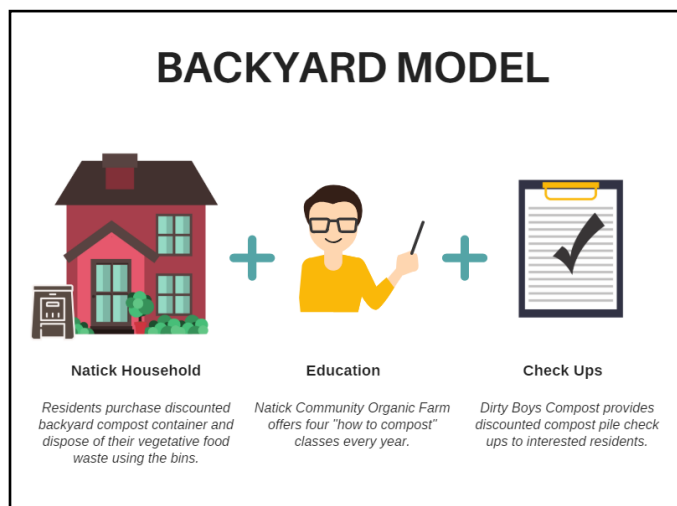 BACKYARD MODEL
Natick Household
Residents purchase discounted
backyard compost container and
dispose of their vegetative food
waste using the bins.
Education
Natick Community Organic Farm
offers four "how to compost"
classes every year.
Check Ups
Dirty Boys Compost provides
discounted compost pile check
ups to interested residents.